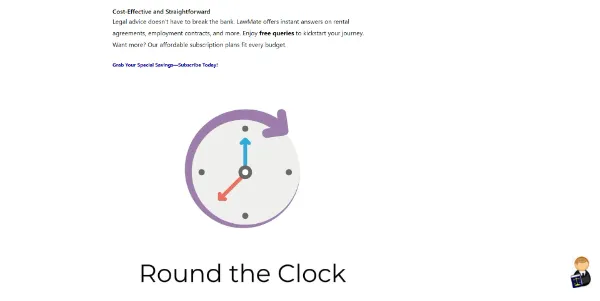 Cost-Effective and Straightforward
Legal advice doesn't have to break the bank. LawMate offers instant answers on rental
agreements, employment contracts, and more. Enjoy free queries to kickstart your journey.
Want more? Our affordable subscription plans fit every budget.
Grab Your Special Savings—Subscribe Today!
Round the Clock